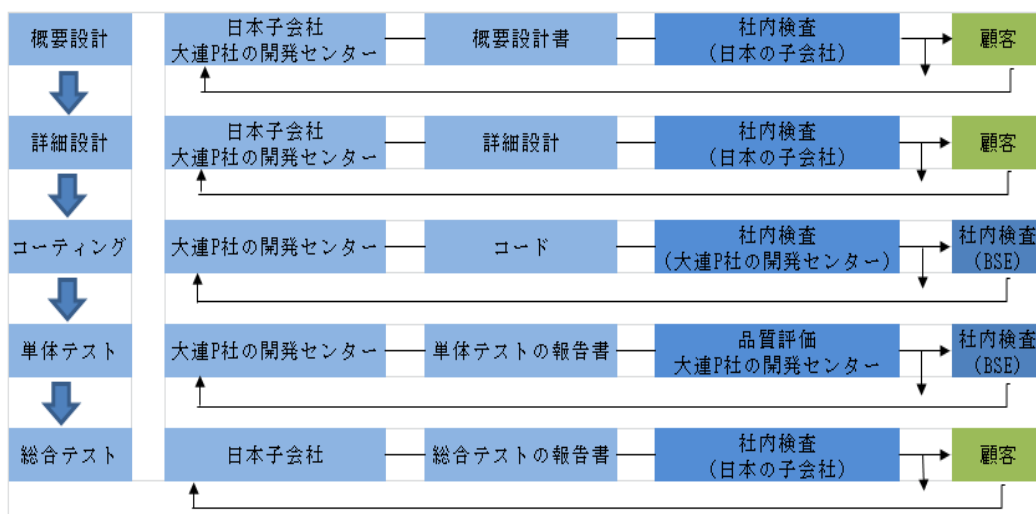 概要設計
日本子会社
大連P社の開発センター
概要設計書
社内検査
(日本の子会社)
顧客
詳細設計
日本子会社
大連P社の開発センター
詳細設計
社内検査
(日本の子会社)
顧客
コーティング
大連P社の開発センター
コード
社内検査
(大連P社の開発センター)
社内検査
(BSE)
単体テスト
大連P社の開発センター
単体テストの報告書
品質評価
大連P社の開発センター
社内検査
(BSE)
総合テスト
日本子会社
総合テストの報告書
社内検査
(日本の子会社)
顧客